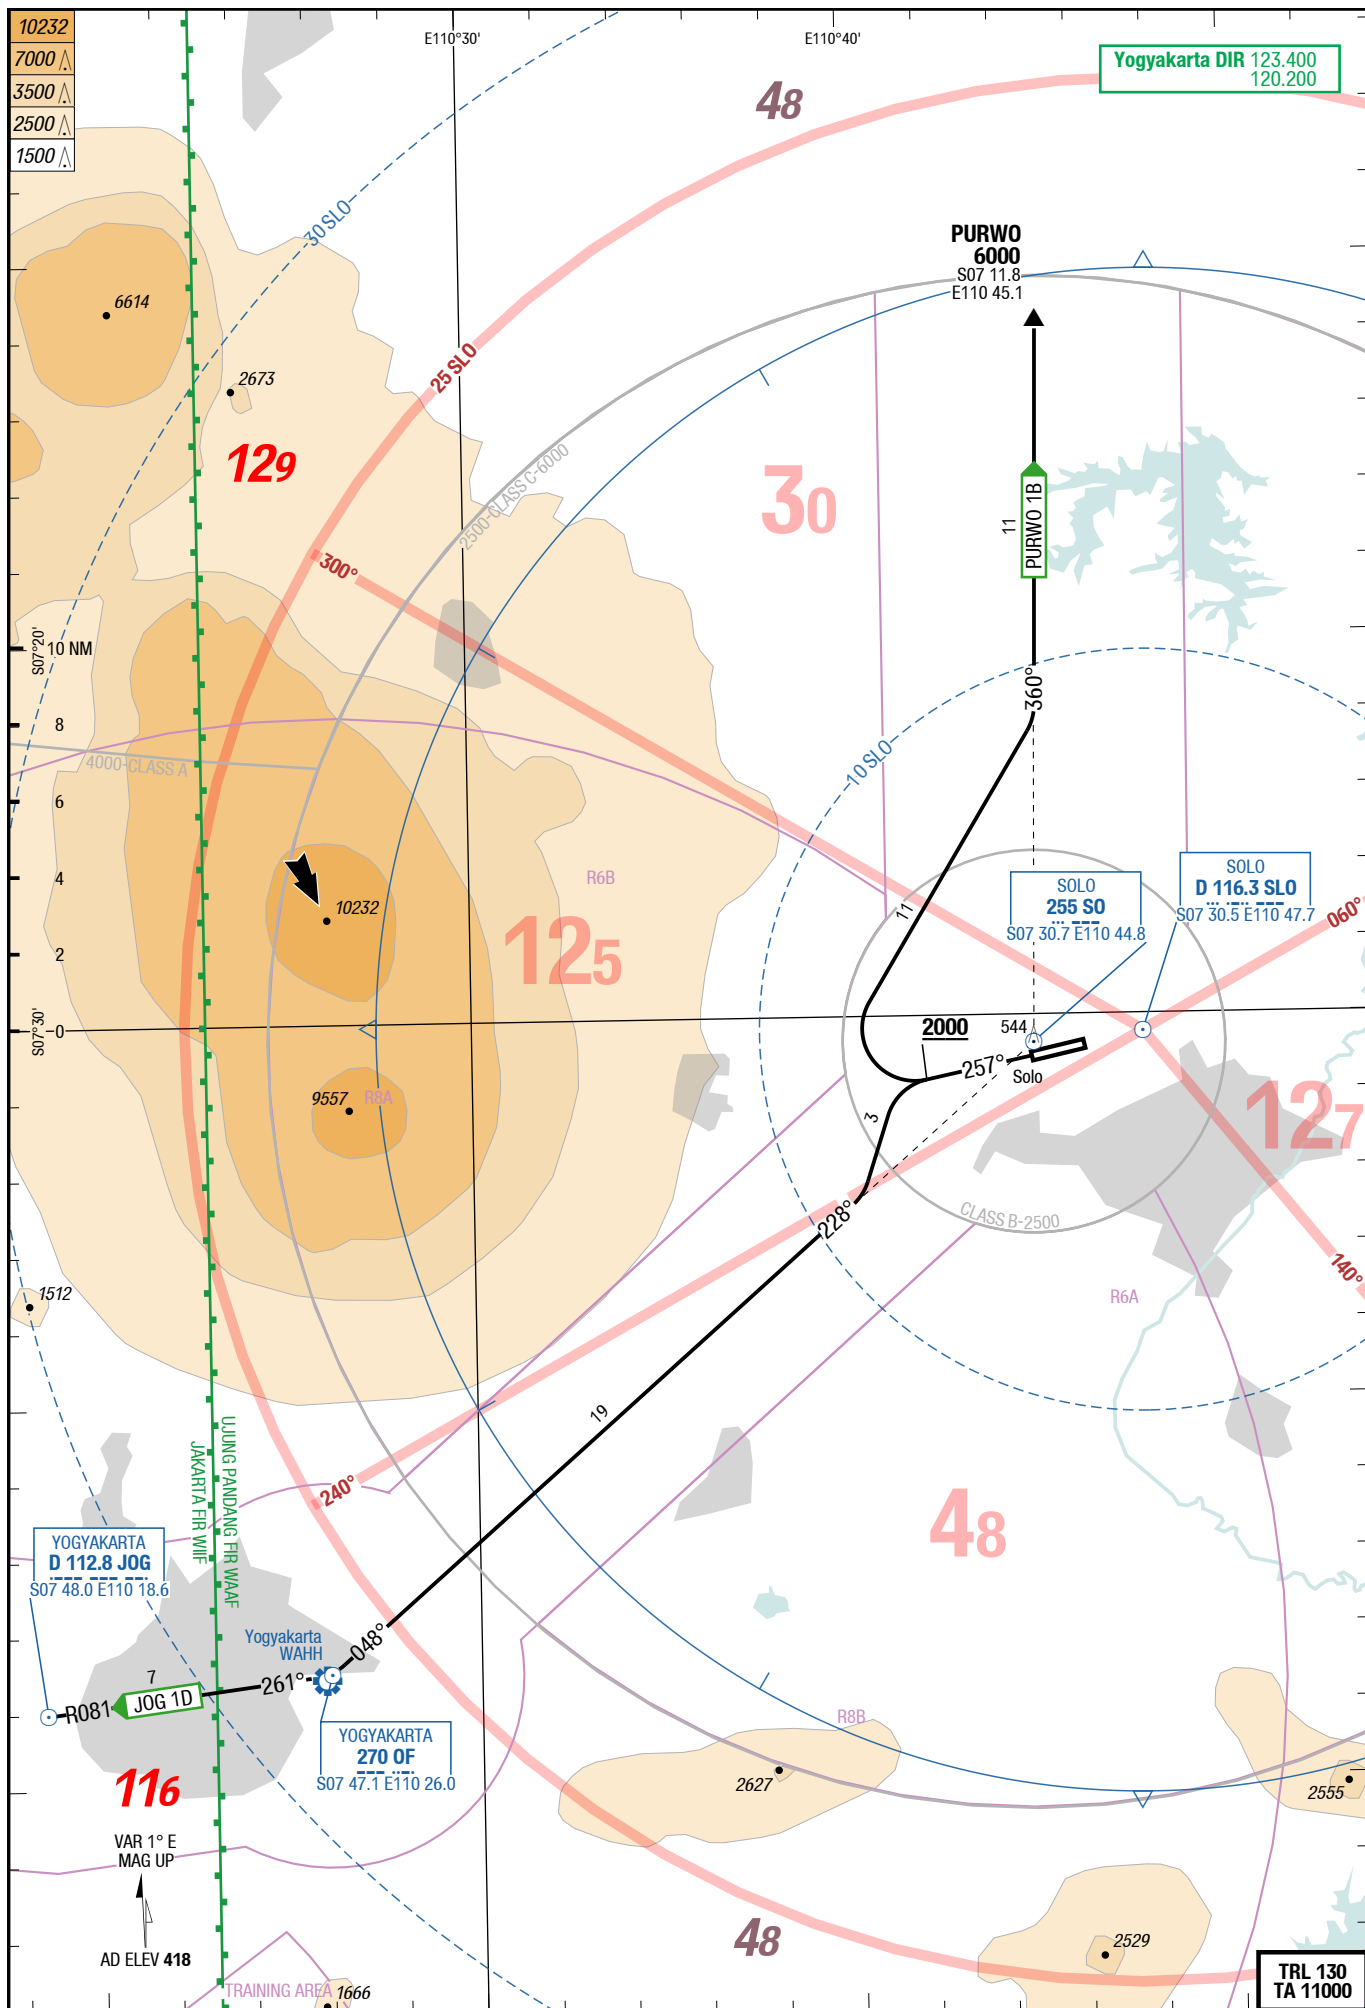 10232
7000
3500
2500
1500
E110°30'
E110°40'
Yogyakarta DIR 123.400
120.200
48
30 SLO
PURWO
6000
S07 11.8
E110 45.1
6614
2673
25 SLO
129
2500-CLASS C-6000
30
11
PURWO 1B
300°
S07°20'
10 NM
8
6
4
2
0
S07°30'
360°
4000-CLASS A
10 SLO
R6B
11
SOLO
255 SO
S07 30.7 E110 44.8
SOLO
D 116.3 SLO
S07 30.5 E110 47.7
060°
10232
125
2000
544
257°
Solo
9557
R8A
3
127
228°
CLASS B-2500
140°
R6A
1512
19
240°
UJUNG PANDANG FIR WAAF
JAKARTA FIR WIIF
48
YOGYAKARTA
D 112.8 JOG
S07 48.0 E110 18.6
Yogyakarta
WAHH
048°
7
261°
R081
JOG 1D
YOGYAKARTA
270 OF
S07 47.1 E110 26.0
R8B
116
2627
2555
VAR 1° E
MAG UP
AD ELEV 418
48
2529
TRAINING AREA
1666
TRL 130
TA 11000